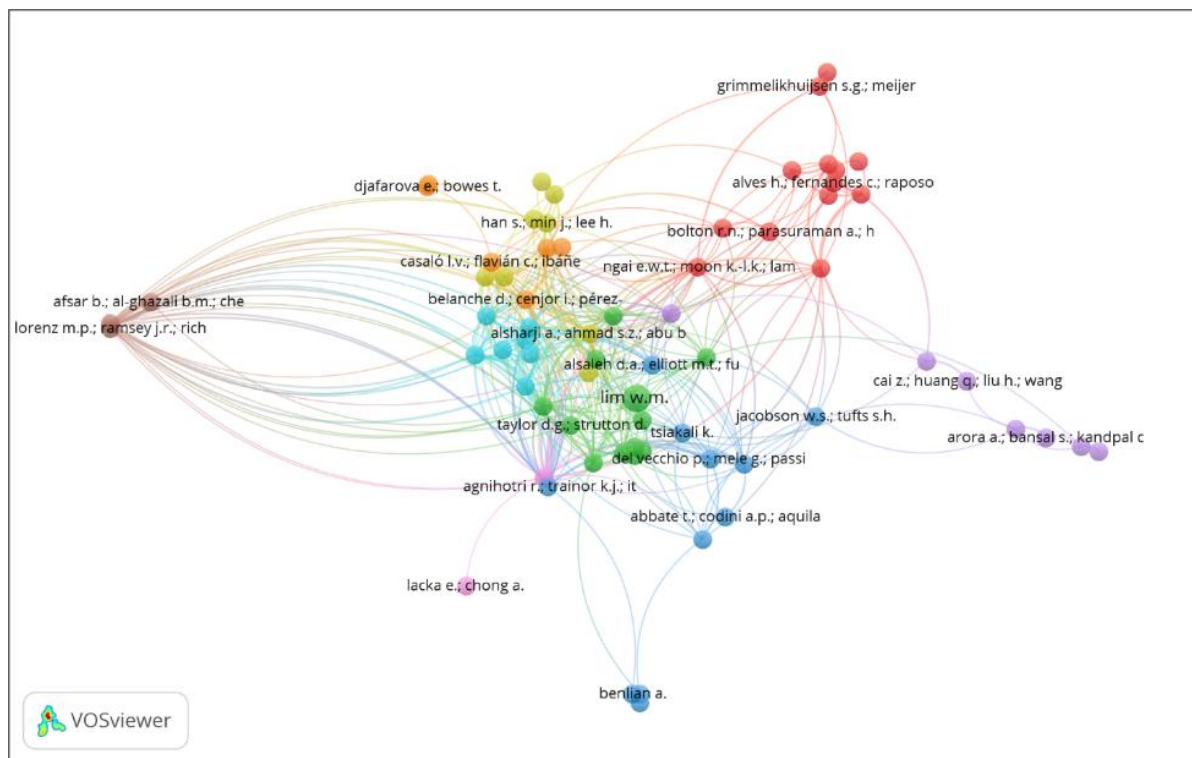 grimmelikhuijsen s.g.; meijer
djafarova e.; bowes t.
alves h.; fernandes c.; raposo
han s.; min j.; lee h.
bolton r.n.; parasuraman a.; h
casaló l.v.; flavián c.; ibáñe
ngai e.w.t.; moon k.-l.k.; lam
afsar b.; al-ghazali b.m.; che
belanche d.; cenjor i.; pérez-
lorenz m.p.; ramsey j.r.; rich
alsharji a.; ahmad s.z.; abu b
alsaleh d.a.; elliott m.t.; fu
cai z.; huang q.; liu h.; wang
lim w.m.
jacobson w.s.; tufts s.h.
taylor d.g.; strutton d.
tsiakali k.
arora a.; bansal s.; kandpal c
del vecchio p.; mele g.; passi
agnihotri r.; trainor k.j.; it
abbate t.; codini a.p.; aquila
lacka e.; chong a.
benlian a.
VOSviewer